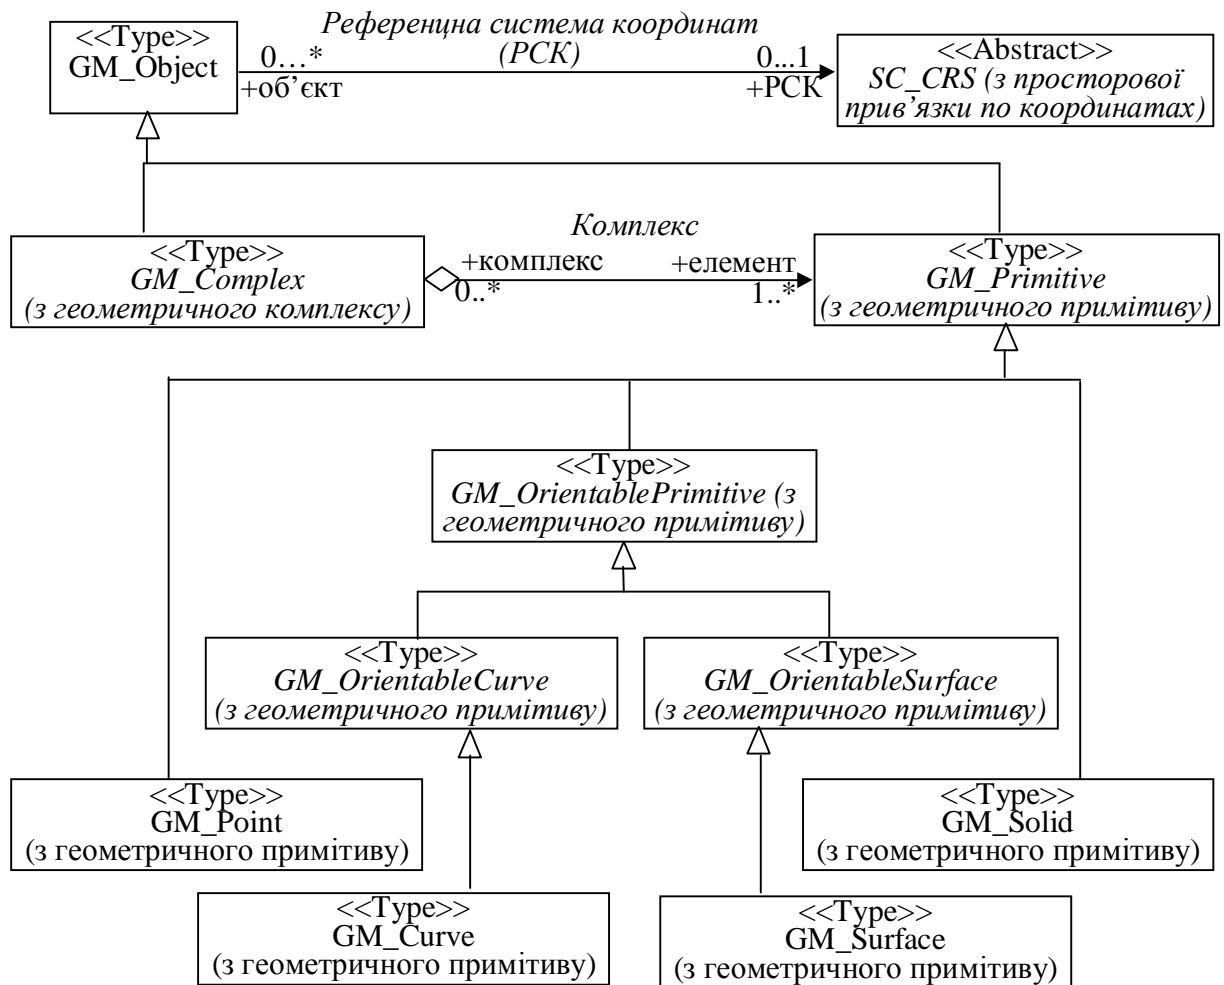 <<Type>>
GM_Object
Референцна система координат
(РСК)
0…*
+об’єкт
0...1
+РСК
<<Abstract>>
SC_CRS (з просторової
прив’язки по координатах)
<<Type>>
GM_Complex
(з геометричного комплексу)
Комплекс
+комплекс
0..*
+елемент
1..*
<<Type>>
GM_Primitive
(з геометричного примітиву)
<<Type>>
GM_OrientablePrimitive (з
геометричного примітиву)
<<Type>>
GM_OrientableCurve
(з геометричного примітиву)
<<Type>>
GM_OrientableSurface
(з геометричного примітиву)
<<Type>>
GM_Point
(з геометричного примітиву)
<<Type>>
GM_Solid
(з геометричного примітиву)
<<Type>>
GM_Curve
(з геометричного примітиву)
<<Type>>
GM_Surface
(з геометричного примітиву)